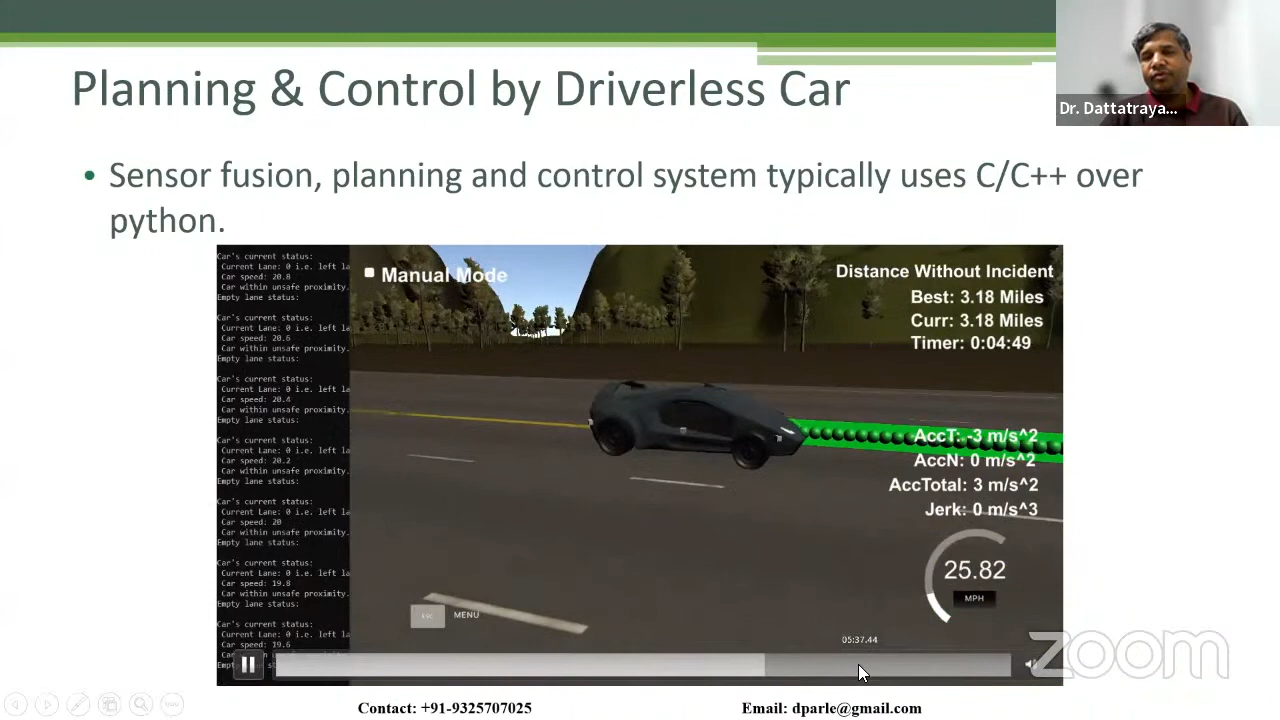 Planning & Control by Driverless Car
Dr. Dattatraya...
• Sensor fusion, planning and control system typically uses C/C++ over
python.
Car's current status:
Current Lane: 0 i.e. left la
Car speed: 20.8
Car within unsafe proximity.
Empty lane status:
Car's current status:
Current Lane: 0 i.e. left la
Car speed: 20.6
Car within unsafe proximity.
Empty lane status:
Car's current status:
Current Lane: 0 i.e. left la
Car speed: 20.4
Car within unsafe proximity.
Empty lane status:
Car's current status:
Current Lane: 0 i.e. left la
Car speed: 20.2
Car within unsafe proximity.
Empty lane status:
Car's current status:
Current Lane: 0 i.e. left la
Car speed: 20
Car within unsafe proximity.
Empty lane status:
Car's current status:
Current Lane: 0 i.e. left la
Car speed: 19.8
Car within unsafe proximity.
Empty lane status:
Car's current status:
Current Lane: 0 i.e. left la
Car speed: 19.6
Manual Mode
Distance Without Incident
Best: 3.18 Miles
Curr: 3.18 Miles
Timer: 0:04:49
AccT: -3 m/s^2
AccN: 0 m/s^2
AccTotal: 3 m/s^2
Jerk: 0 m/s^3
25.82
MPH
ESC MENU
05:37.44
zoom
Contact: +91-9325707025
Email: dparle@gmail.com